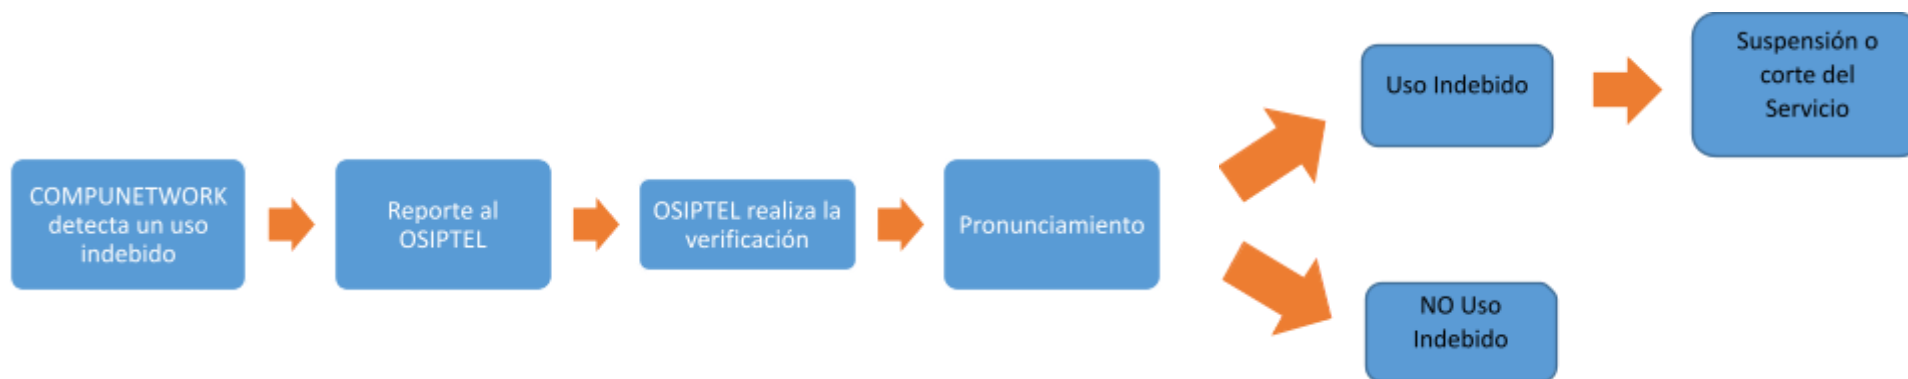 COMPUNETWORK
detecta un uso
indebido
Reporte al
OSIPTEL
OSIPTEL realiza la
verificación
Pronunciamiento
Uso Indebido
Suspensión o
corte del
Servicio
NO Uso
Indebido